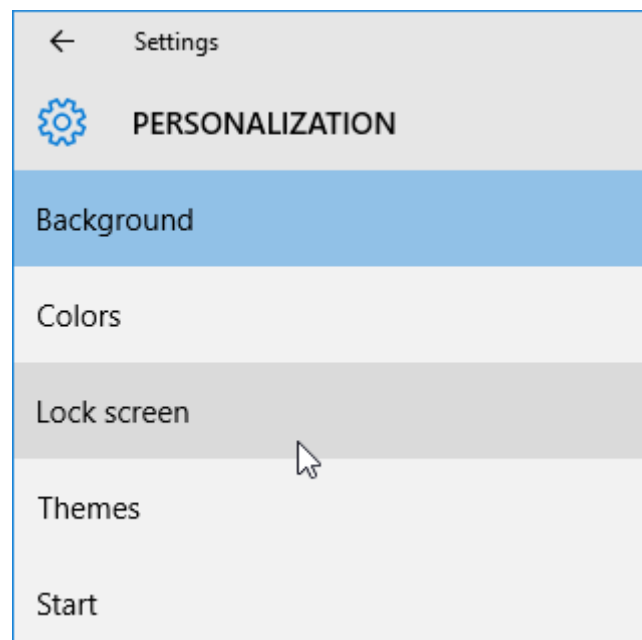 Settings
PERSONALIZATION
Background
Colors
Lock screen
Themes
Start